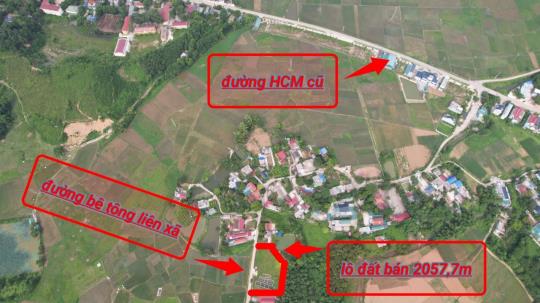 đường HCM cũ
đường bê tông liên xã
lô đất bán 2057,7m